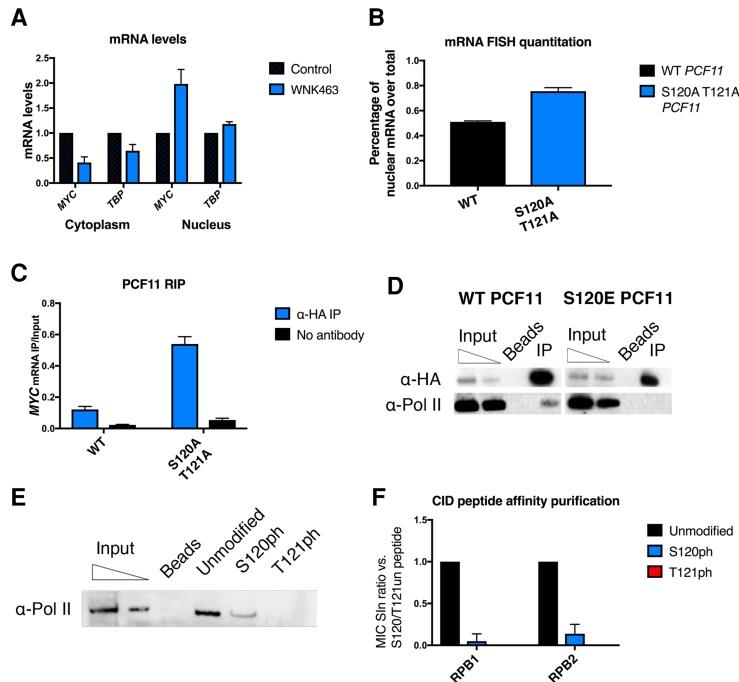 A
mRNA levels
mRNA levels
2.5
2.0
1.5
1.0
0.5
0.0
MYC
TBP
MYC
TBP
Cytoplasm
Nucleus
Control
WNK463
B
mRNA FISH quantitation
Percentage of
nuclear mRNA over total
1.0
0.8
0.6
0.4
0.2
0.0
WT
S120A
T121A
WT PCF11
S120A T121A
PCF11
C
PCF11 RIP
MYC mRNA IP/Input
0.8
0.6
0.4
0.2
0.0
WT
S120A
T121A
α-HA IP
No antibody
D
WT PCF11
S120E PCF11
Input
Beads
IP
Input
Beads
IP
α-HA
α-Pol II
E
Input
Beads
Unmodified
S120ph
T121ph
α-Pol II
F
CID peptide affinity purification
MIC SIn ratio vs.
S120/T121un peptide
1.5
1.0
0.5
0.0
RPB1
RPB2
Unmodified
S120ph
T121ph